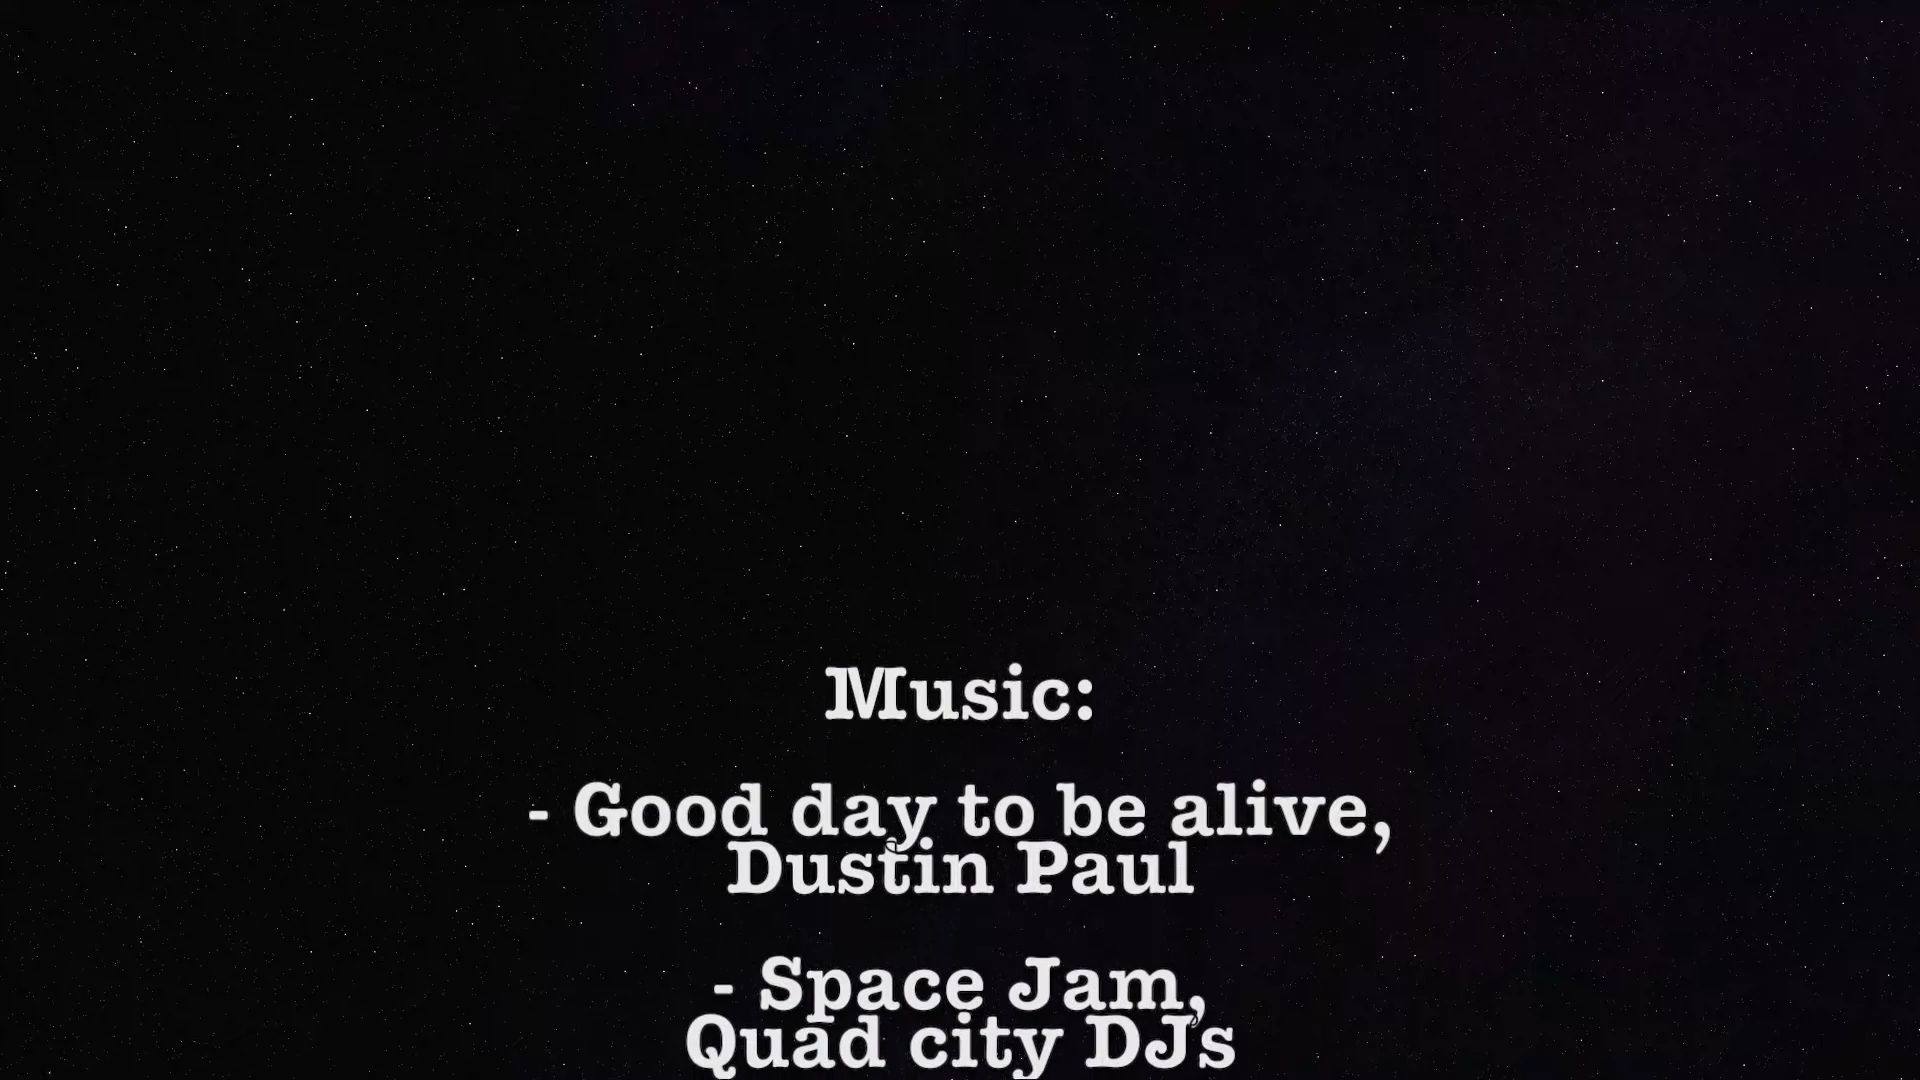 Music:
- Good day to be alive,
Dustin Paul
- Space Jam,
Quad city DJs